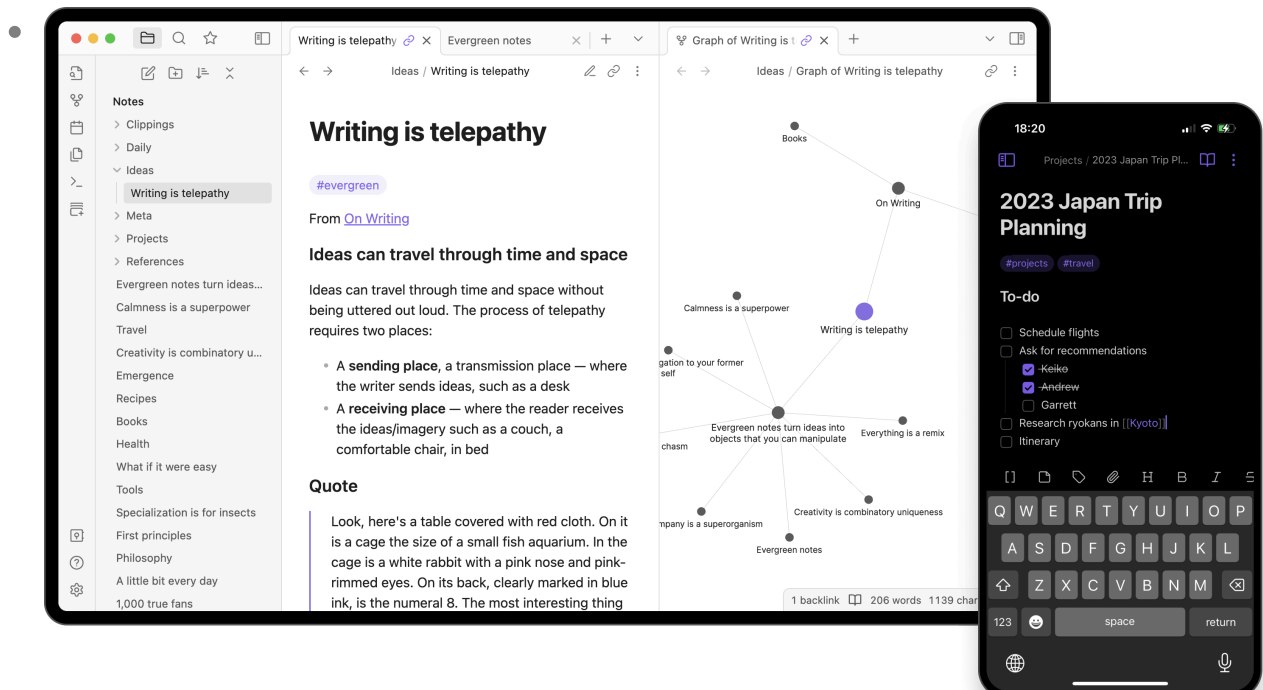 Writing is telepathy
Evergreen notes
Graph of Writing is t
Ideas / Writing is telepathy
Ideas / Graph of Writing is telepathy
Notes
Clippings
Daily
Ideas
Writing is telepathy
Meta
Projects
References
Evergreen notes turn ideas...
Calmness is a superpower
Travel
Creativity is combinatory u...
Emergence
Recipes
Books
Health
What if it were easy
Tools
Specialization is for insects
First principles
Philosophy
A little bit every day
1,000 true fans
Writing is telepathy
#evergreen
From On Writing
Ideas can travel through time and space
Ideas can travel through time and space without
being uttered out loud. The process of telepathy
requires two places:
• A sending place, a transmission place — where
the writer sends ideas, such as a desk
• A receiving place — where the reader receives
the ideas/imagery such as a couch, a
comfortable chair, in bed
Quote
Look, here's a table covered with red cloth. On it
is a cage the size of a small fish aquarium. In the
cage is a white rabbit with a pink nose and pink-
rimmed eyes. On its back, clearly marked in blue
ink, is the numeral 8. The most interesting thing
Books
On Writing
Calmness is a superpower
Writing is telepathy
gation to your former
self
Evergreen notes turn ideas into
objects that you can manipulate
Everything is a remix
chasm
Creativity is combinatory uniqueness
mpany is a superorganism
Evergreen notes
1 backlink 206 words 1139 char
18:20
Projects / 2023 Japan Trip Pl...
2023 Japan Trip
Planning
#projects #travel
To-do
Schedule flights
Ask for recommendations
Keiko
Andrew
Garrett
Research ryokans in [[Kyoto]]
Itinerary
[] H B I S
Q W E R T Y U I O P
A S D F G H J K L
Z X C V B N M
123 space return